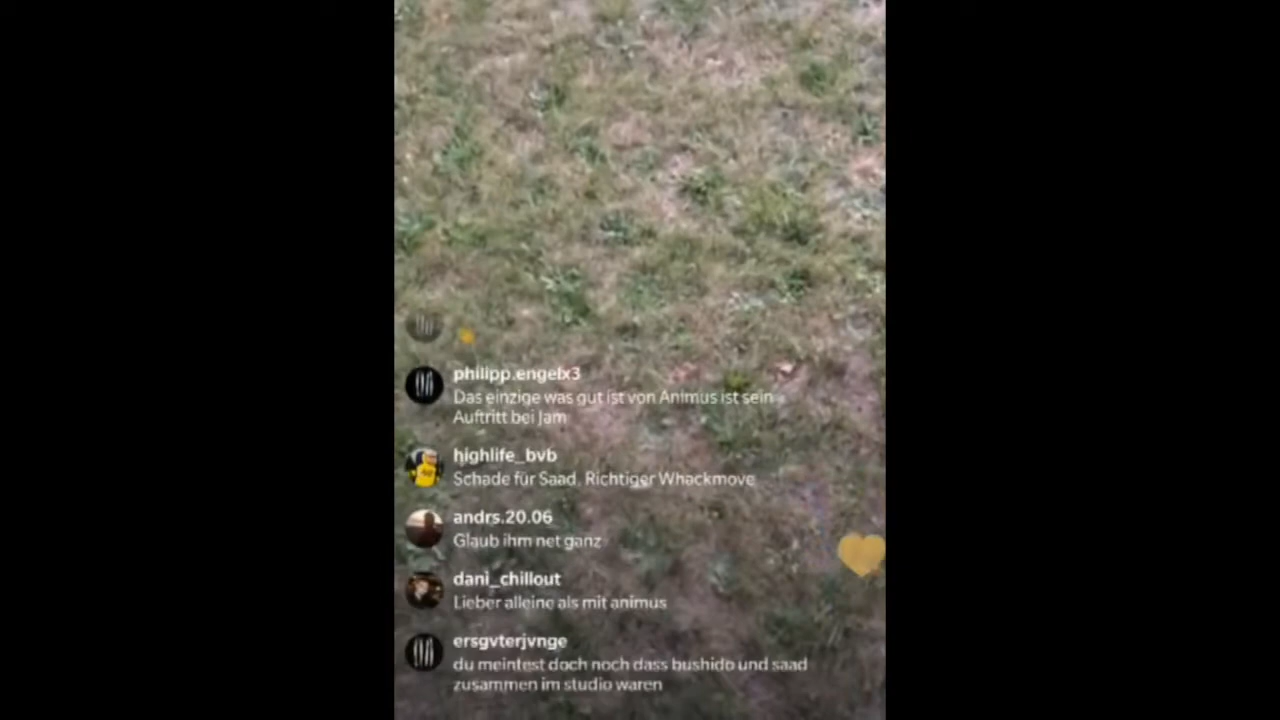 philipp.engelx3
Das einzige was gut ist von Animus ist sein
Auftritt bei Jam
highlife_bvb
Schade für Saad. Richtiger Whackmove
andrs.20.06
Glaub ihm net ganz
dani_chillout
Lieber alleine als mit animus
ersgvterjvnge
du meintest doch noch dass bushido und saad
zusammen im studio waren